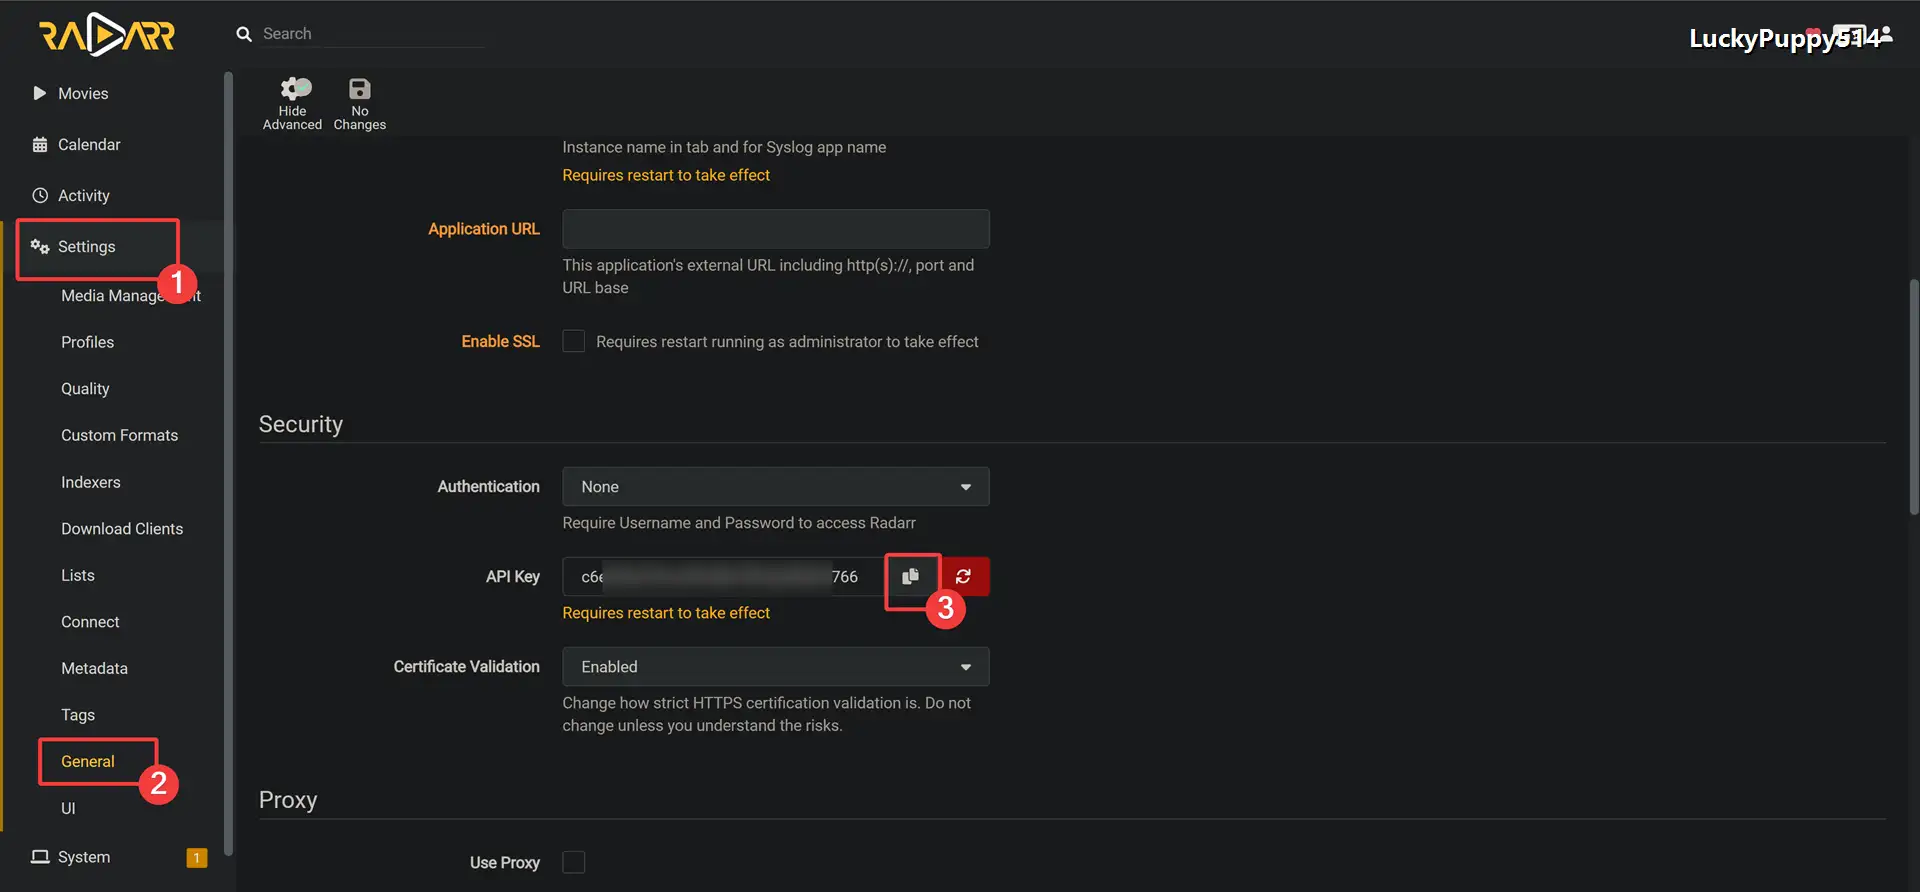 RADARR
Search
LuckyPuppy514
Movies
Calendar
Activity
Settings
1
Media Manage t
Profiles
Quality
Custom Formats
Indexers
Download Clients
Lists
Connect
Metadata
Tags
General
2
UI
System
1
Hide
Advanced
No
Changes
Instance name in tab and for Syslog app name
Requires restart to take effect
Application URL
This application's external URL including http(s)://, port and
URL base
Enable SSL
Requires restart running as administrator to take effect
Security
Authentication
None
Require Username and Password to access Radarr
API Key
c6e
766
3
Requires restart to take effect
Certificate Validation
Enabled
Change how strict HTTPS certification validation is. Do not
change unless you understand the risks.
Proxy
Use Proxy